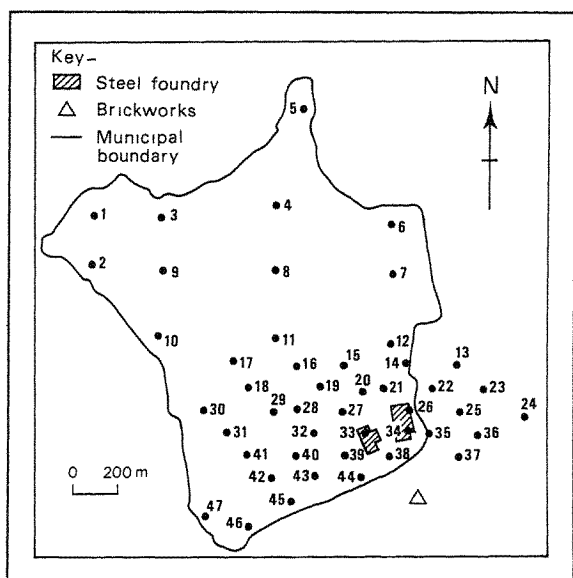 Key –
Steel foundry
Brickworks
Municipal
boundary
N
5
1 3 4
6
2 9 8 7
10 11 12
17 16 15 14 13
18 19 20 21 22 23
30 29 28 27 26 25 24
31 32 33 34 35 36
41 40 39 38 37
42 43 44
0 200 m
47 45
46